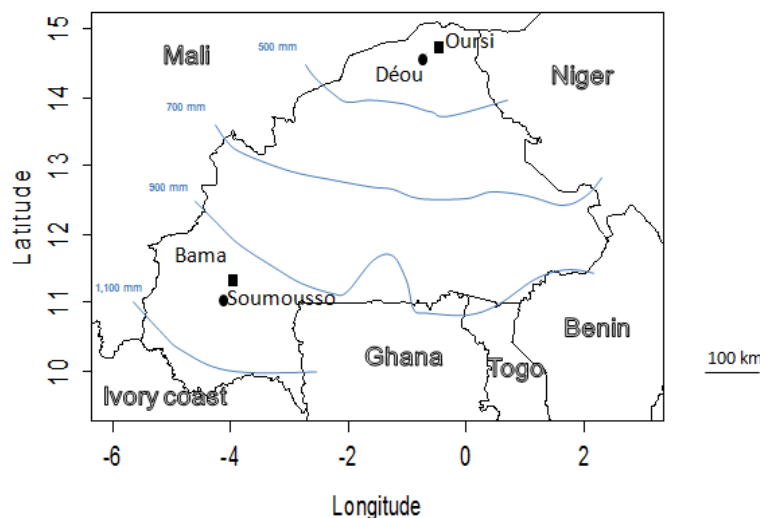 15
14
13
12
11
10
Latitude
Mali
500 mm
Oursi
Déou
Niger
700 mm
900 mm
Bama
1,100 mm
Soumousso
Benin
Ghana
Togo
Ivory coast
100 km
-6
-4
-2
0
2
Longitude